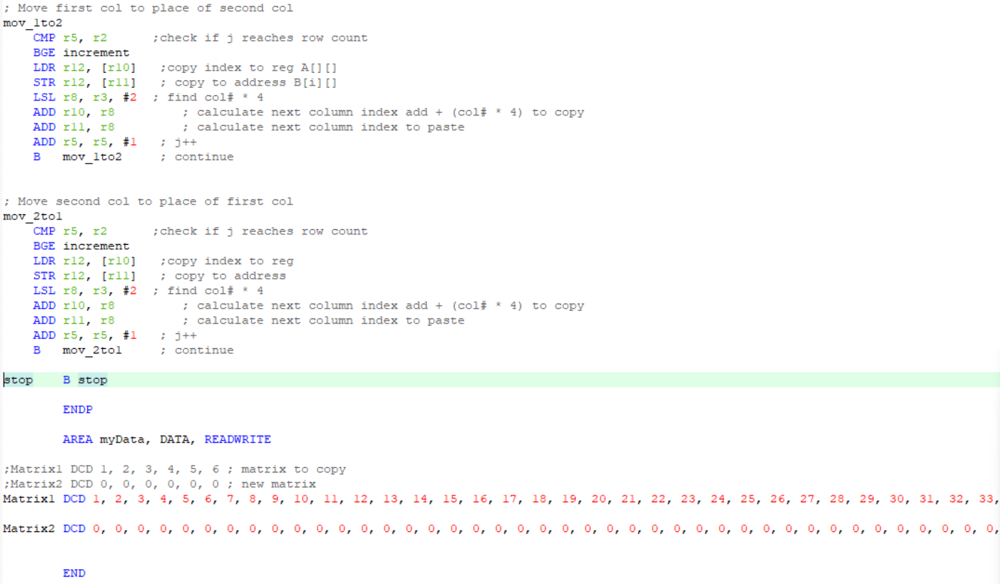 ; Move first col to place of second col
mov_1to2
    CMP r5, r2      ;check if j reaches row count
    BGE increment
    LDR r12, [r10]   ;copy index to reg A[][]
    STR r12, [r11]   ; copy to address B[i][]
    LSL r8, r3, #2  ; find col# * 4
    ADD r10, r8         ; calculate next column index add + (col# * 4) to copy
    ADD r11, r8         ; calculate next column index to paste
    ADD r5, r5, #1   ; j++
    B   mov_1to2     ; continue
; Move second col to place of first col
mov_2to1
    CMP r5, r2      ;check if j reaches row count
    BGE increment
    LDR r12, [r10]   ;copy index to reg
    STR r12, [r11]   ; copy to address
    LSL r8, r3, #2  ; find col# * 4
    ADD r10, r8         ; calculate next column index add + (col# * 4) to copy
    ADD r11, r8         ; calculate next column index to paste
    ADD r5, r5, #1   ; j++
    B   mov_2to1     ; continue
stop    B stop
        ENDP
        AREA myData, DATA, READWRITE
;Matrix1 DCD 1, 2, 3, 4, 5, 6 ; matrix to copy
;Matrix2 DCD 0, 0, 0, 0, 0, 0 ; new matrix
Matrix1 DCD 1, 2, 3, 4, 5, 6, 7, 8, 9, 10, 11, 12, 13, 14, 15, 16, 17, 18, 19, 20, 21, 22, 23, 24, 25, 26, 27, 28, 29, 30, 31, 32, 33,
Matrix2 DCD 0, 0, 0, 0, 0, 0, 0, 0, 0, 0, 0, 0, 0, 0, 0, 0, 0, 0, 0, 0, 0, 0, 0, 0, 0, 0, 0, 0, 0, 0, 0, 0, 0, 0, 0, 0, 0, 0, 0, 0, 0,
        END